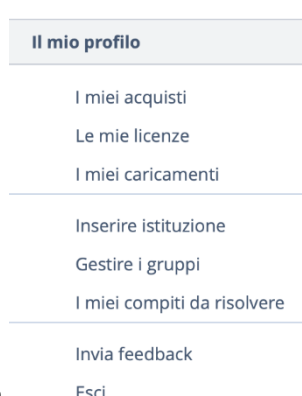 Il mio profilo
I miei acquisti
Le mie licenze
I miei caricamenti
Inserire istituzione
Gestire i gruppi
I miei compiti da risolvere
Invia feedback
Esci